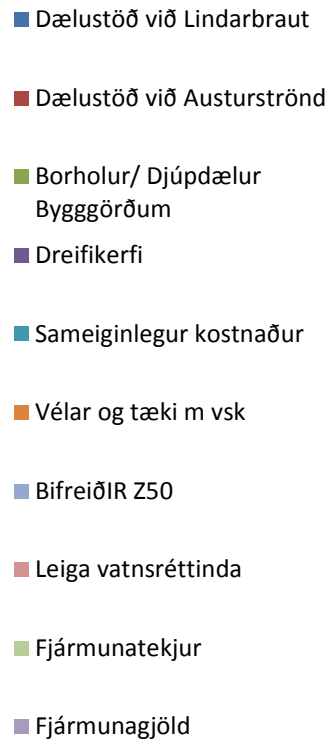 Dælustöð við Lindarbraut
Dælustöð við Austurströnd
Borholur/ Djúpdælur
Bygggörðum
Dreifikerfi
Sameiginlegur kostnaður
Vélar og tæki m vsk
BifreiðIR Z50
Leiga vatnsréttinda
Fjármunatekjur
Fjármunagjöld